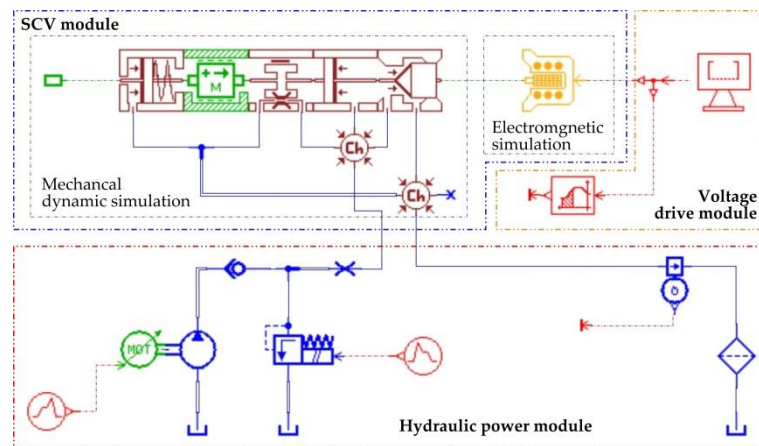 SCV module
M
Ch
Electromgnetic
simulation
Ch
Mechancal
dynamic simulation
Voltage
drive module
MOT
Q
Hydraulic power module